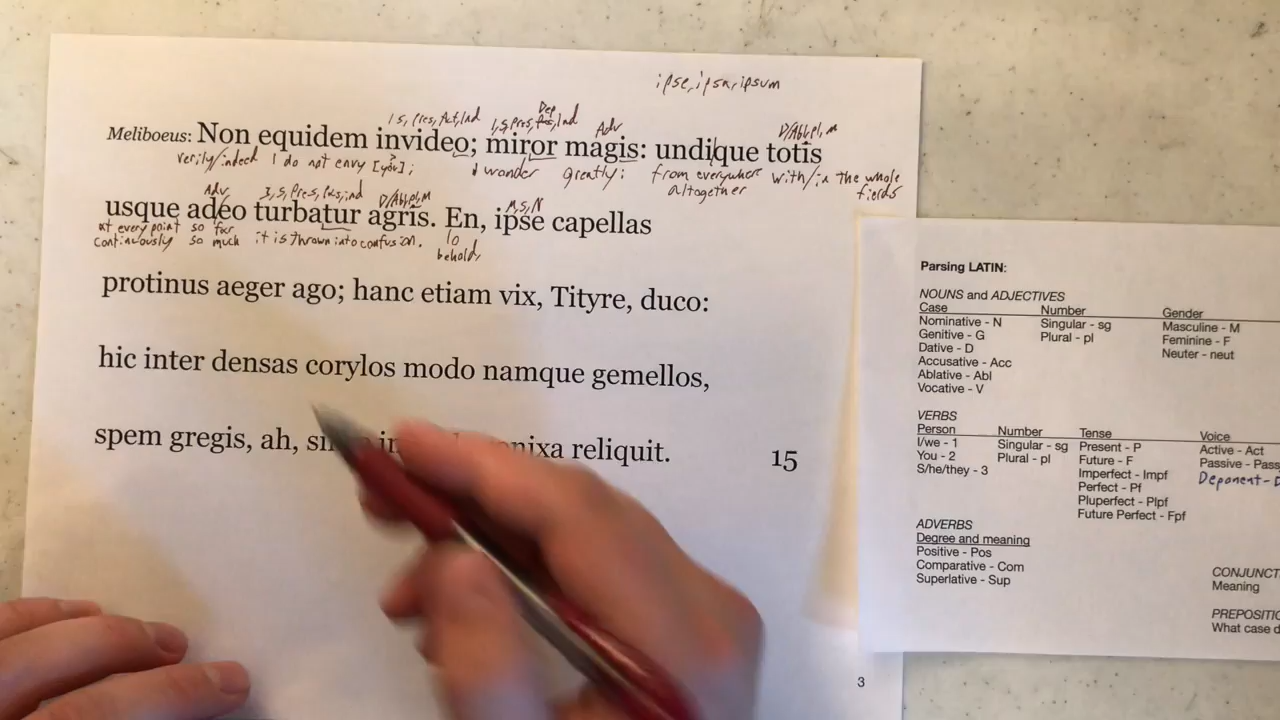 ipse, ipsa, ipsum
1 S, Pres, Act, Ind
Dep
1, S, Pres, Ind
Adv
D/Abl, pl, M
Meliboeus: Non equidem invideo; miror magis: undique totis
verily/indeed I do not envy [you];
I wonder greatly: from everywhere with/in the whole
altogether fields
Adv 3, S, Pres, Pas, ind D/Abl, pl, M M, S, N
usque adeo turbatur agris. En, ipse capellas
at every point so far
continuously so much it is thrown into confusion. lo
behold,
protinus aeger ago; hanc etiam vix, Tityre, duco:
hic inter densas corylos modo namque gemellos,
spem gregis, ah, reliquit. 15
3
Parsing LATIN:
NOUNS and ADJECTIVES
Case Number Gender
Nominative - N Singular - sg Masculine - M
Genitive - G Plural - pl Feminine - F
Dative - D Neuter - neut
Accusative - Acc
Ablative - Abl
Vocative - V
VERBS
Person Number Tense Voice
I/we - 1 Singular - sg Present - P Active - Act
You - 2 Plural - pl Future - F Passive - Pass
S/he/they - 3 Imperfect - Impf Deponent - D
Perfect - Pf
Pluperfect - Plpf
Future Perfect - Fpf
ADVERBS
Degree and meaning
Positive - Pos
Comparative - Com
Superlative - Sup
CONJUNCT
Meaning
PREPOSITIO
What case d